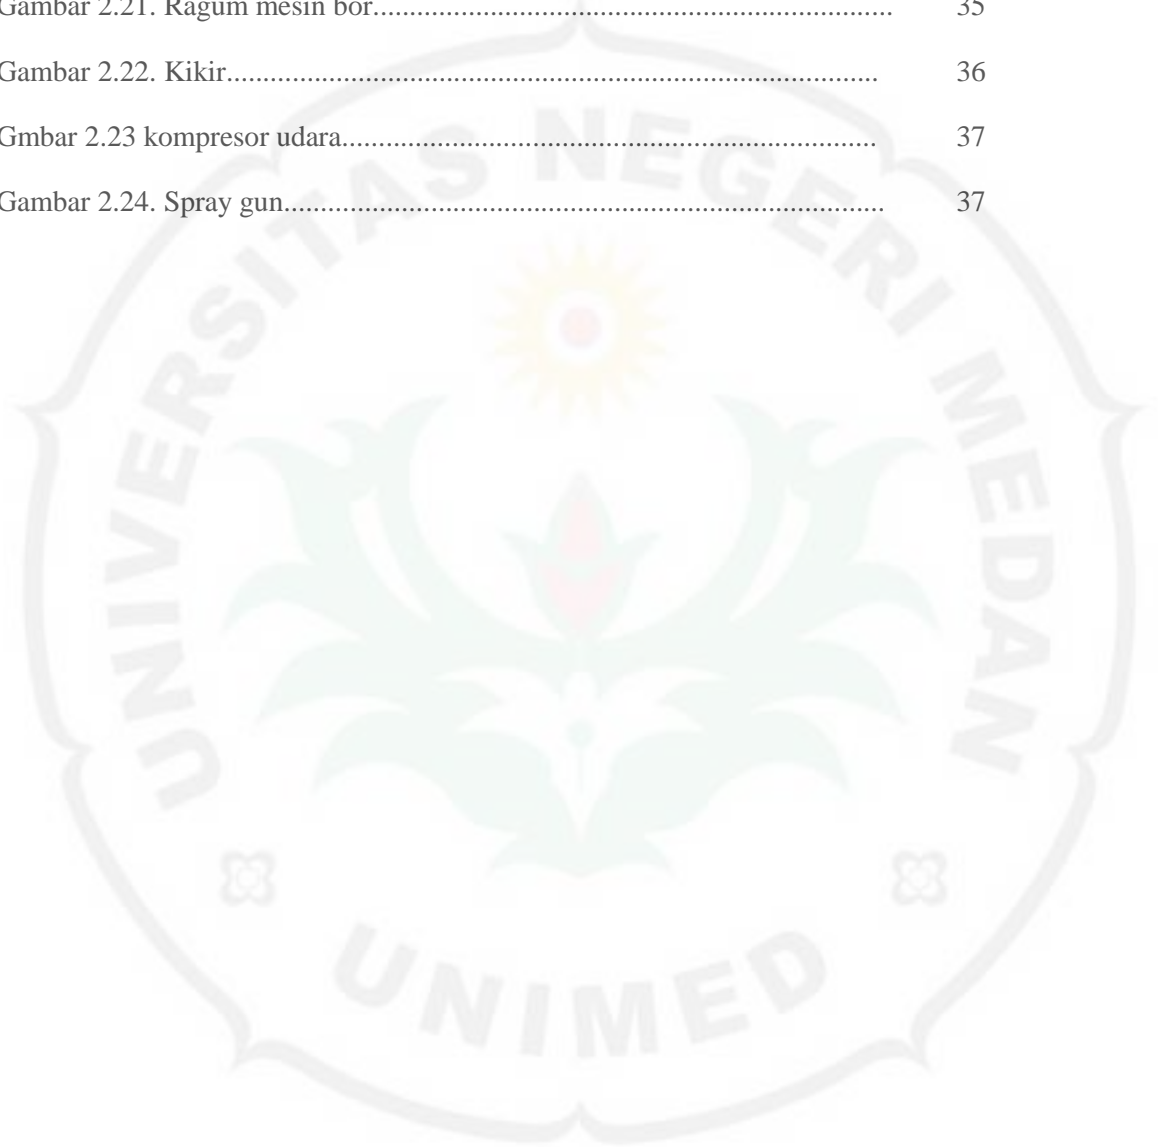 Gambar 2.21. Ragum mesin bor...................................................................................... 35
Gambar 2.22. Kikir........................................................................................ 36
Gmbar 2.23 kompresor udara........................................................................ 37
Gambar 2.24. Spray gun................................................................................. 37
UNIVERSITAS NEGERI MEDAN
UNIMED